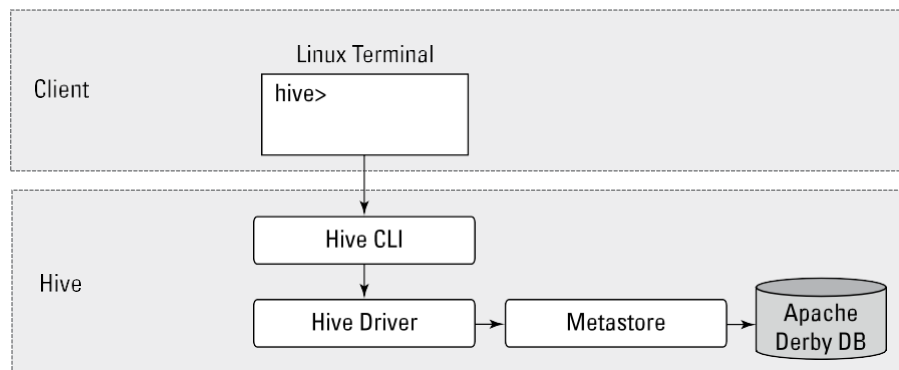 Linux Terminal
Client
hive>
Hive CLI
Hive
Hive Driver
Metastore
Apache
Derby DB